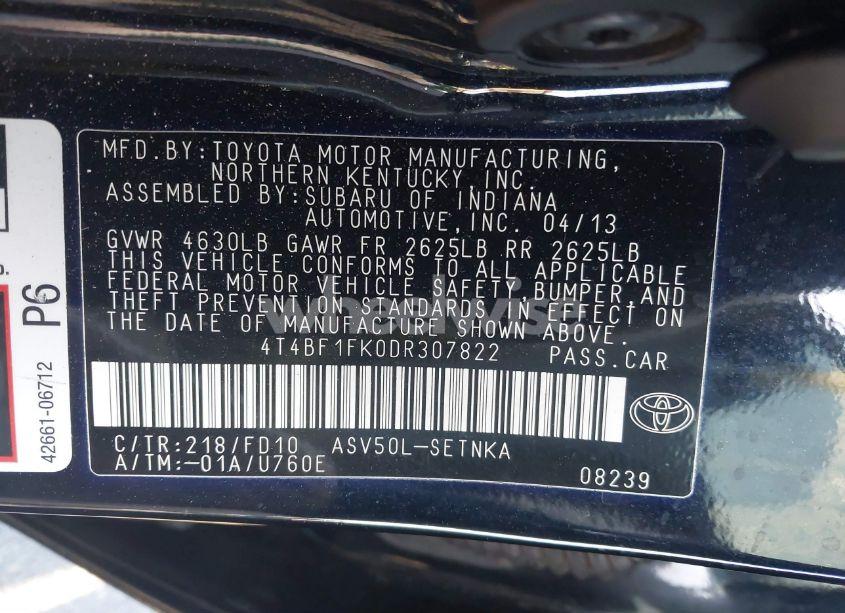 MFD.BY:TOYOTA MOTOR MANUFACTURING,
NORTHERN KENTUCKY,INC.
ASSEMBLED BY:SUBARU OF INDIANA
AUTOMOTIVE,INC. 04/13
GVWR 4630LB GAWR FR 2625LB RR 2625LB
THIS VEHICLE CONFORMS TO ALL APPLICABLE
FEDERAL MOTOR VEHICLE SAFETY,BUMPER,AND
THEFT PREVENTION STANDARDS IN EFFECT ON
THE DATE OF MANUFACTURE SHOWN ABOVE.
4T4BF1FK0DR307822 PASS.CAR
C/TR:218/FD10 ASV50L-SETNKA
A/TM:-01A/U760E
08239
P6
42661-06712
wheelwise